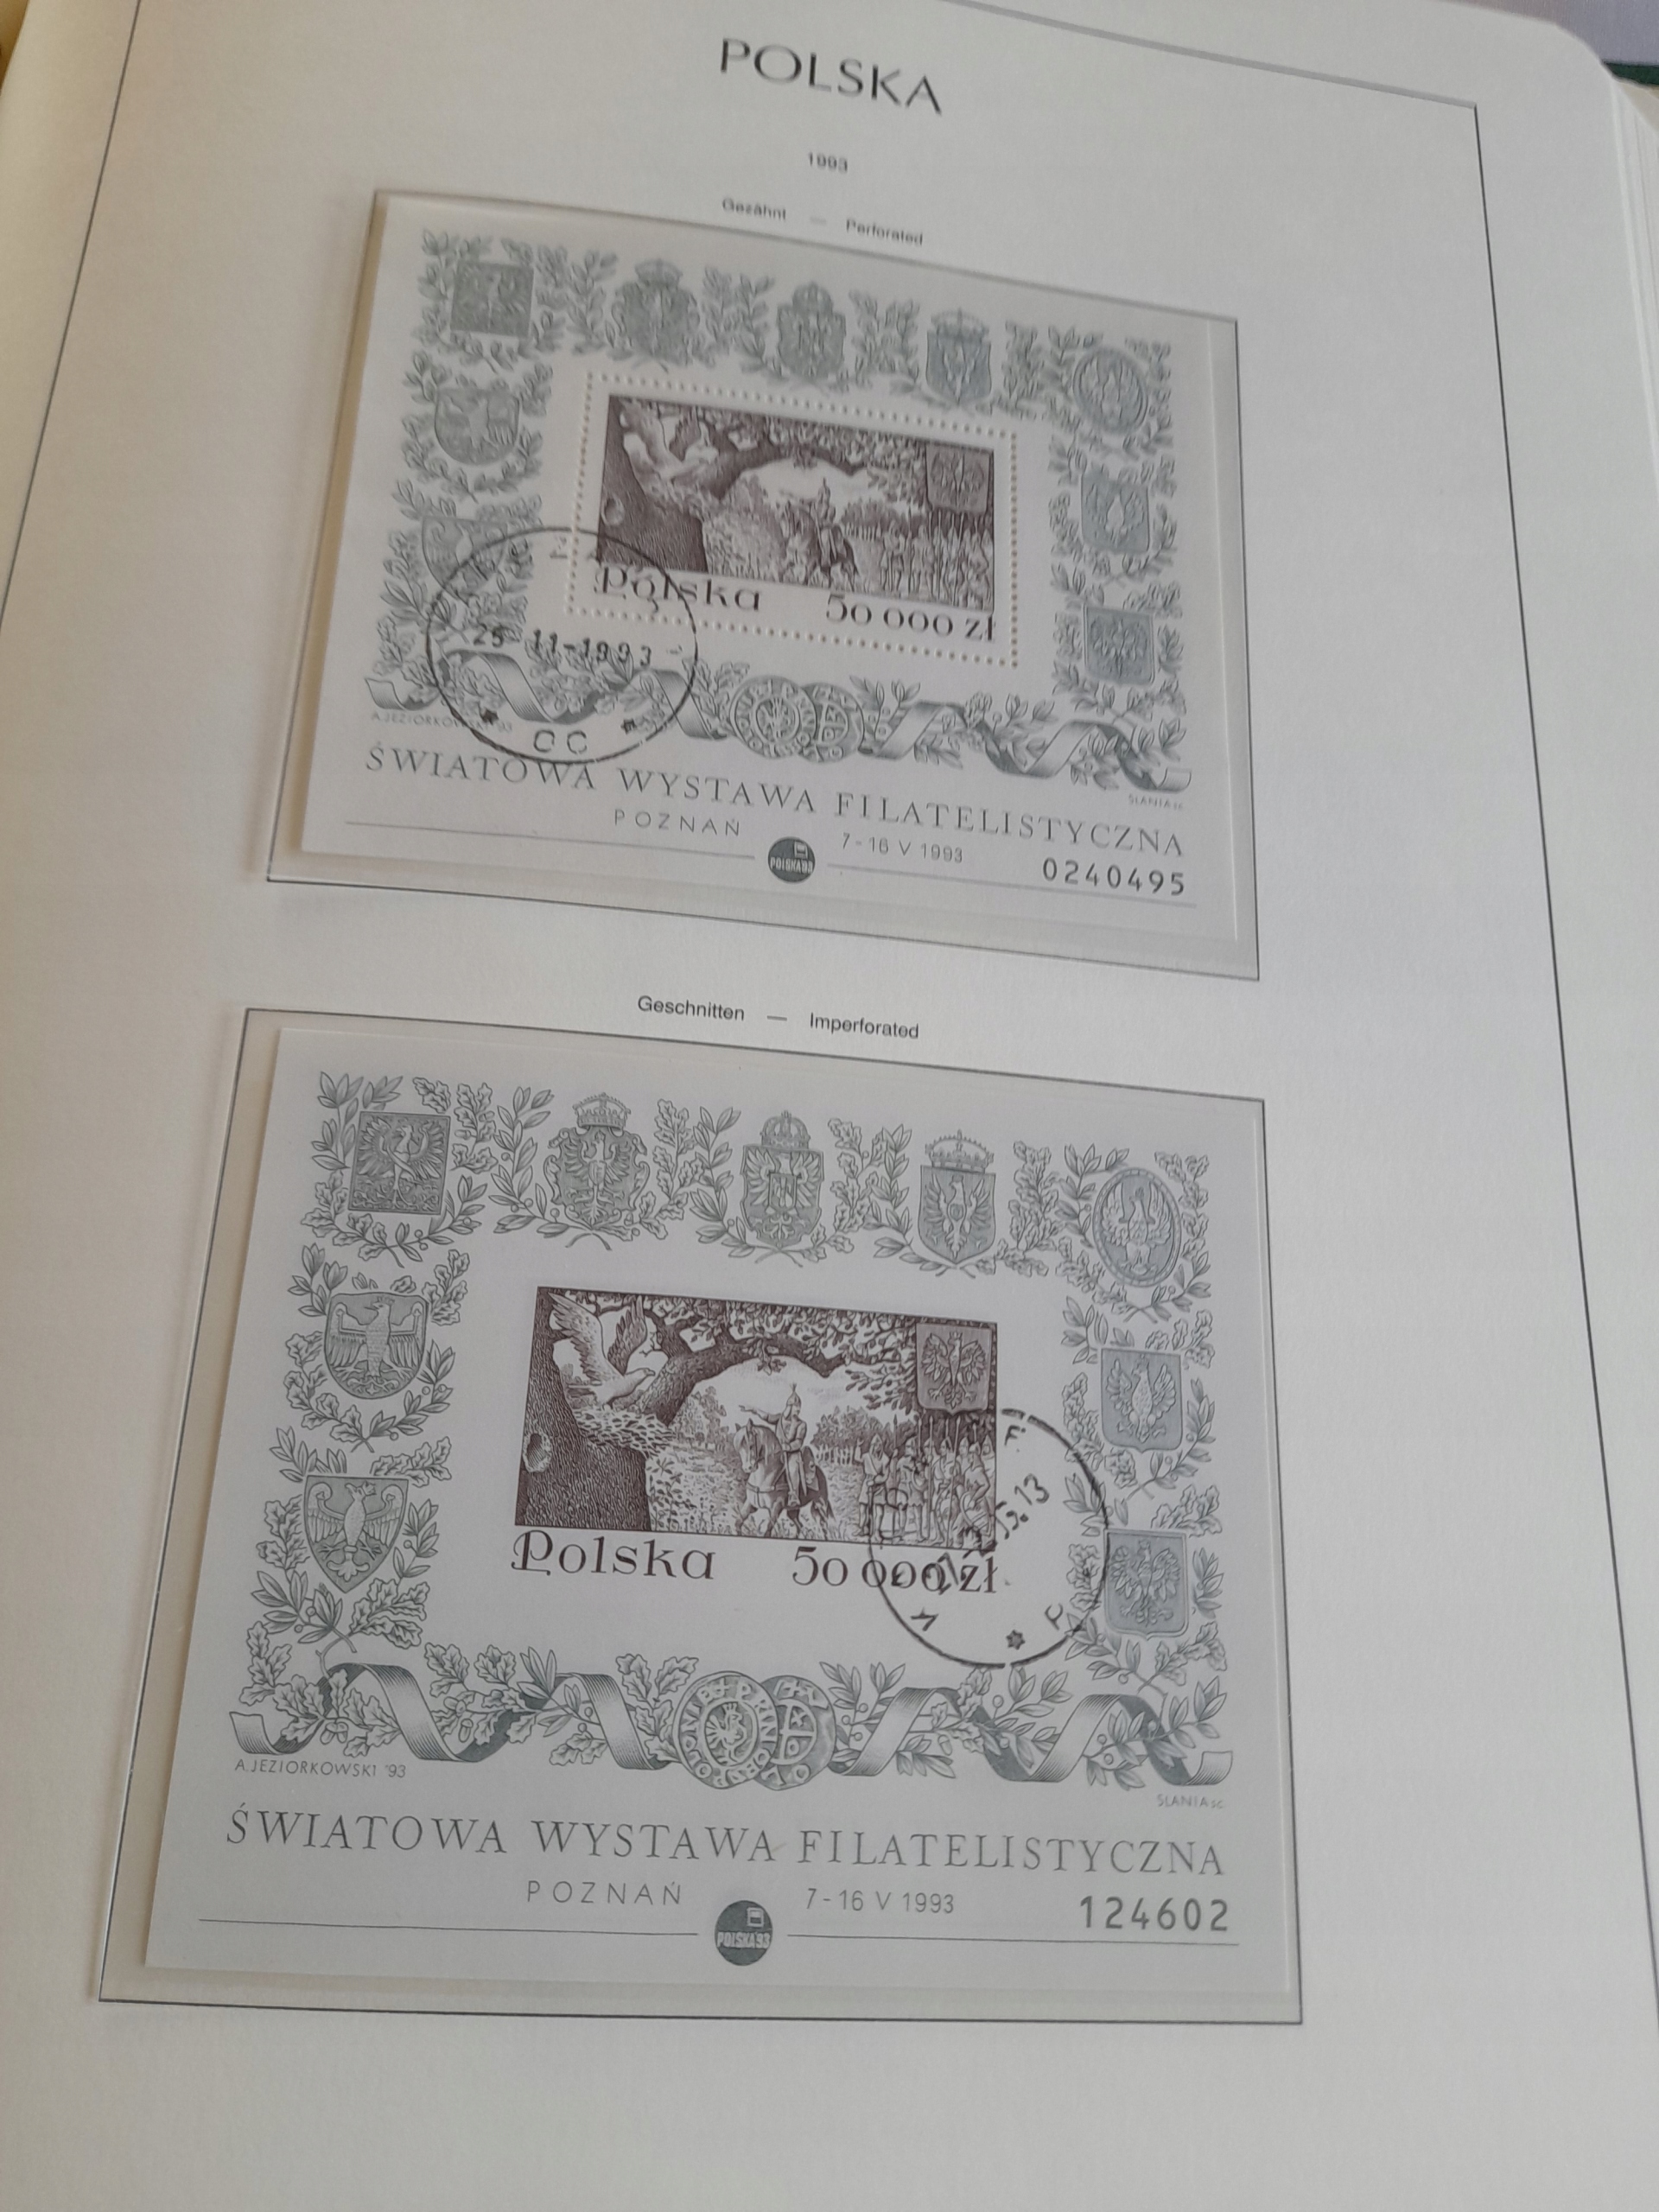 POLSKA
1993
Gezähnt — Perforated
Polska 50 000 zł
25 11-1993
A.JEZIORKOWSKI '93
SLANIA sc.
ŚWIATOWA WYSTAWA FILATELISTYCZNA
POZNAŃ 7-16 V 1993
POLSKA93
0240495
Geschnitten — Imperforated
Polska 50 000 zł
A.JEZIORKOWSKI '93
SLANIA sc.
ŚWIATOWA WYSTAWA FILATELISTYCZNA
POZNAŃ 7-16 V 1993
POLSKA93
124602